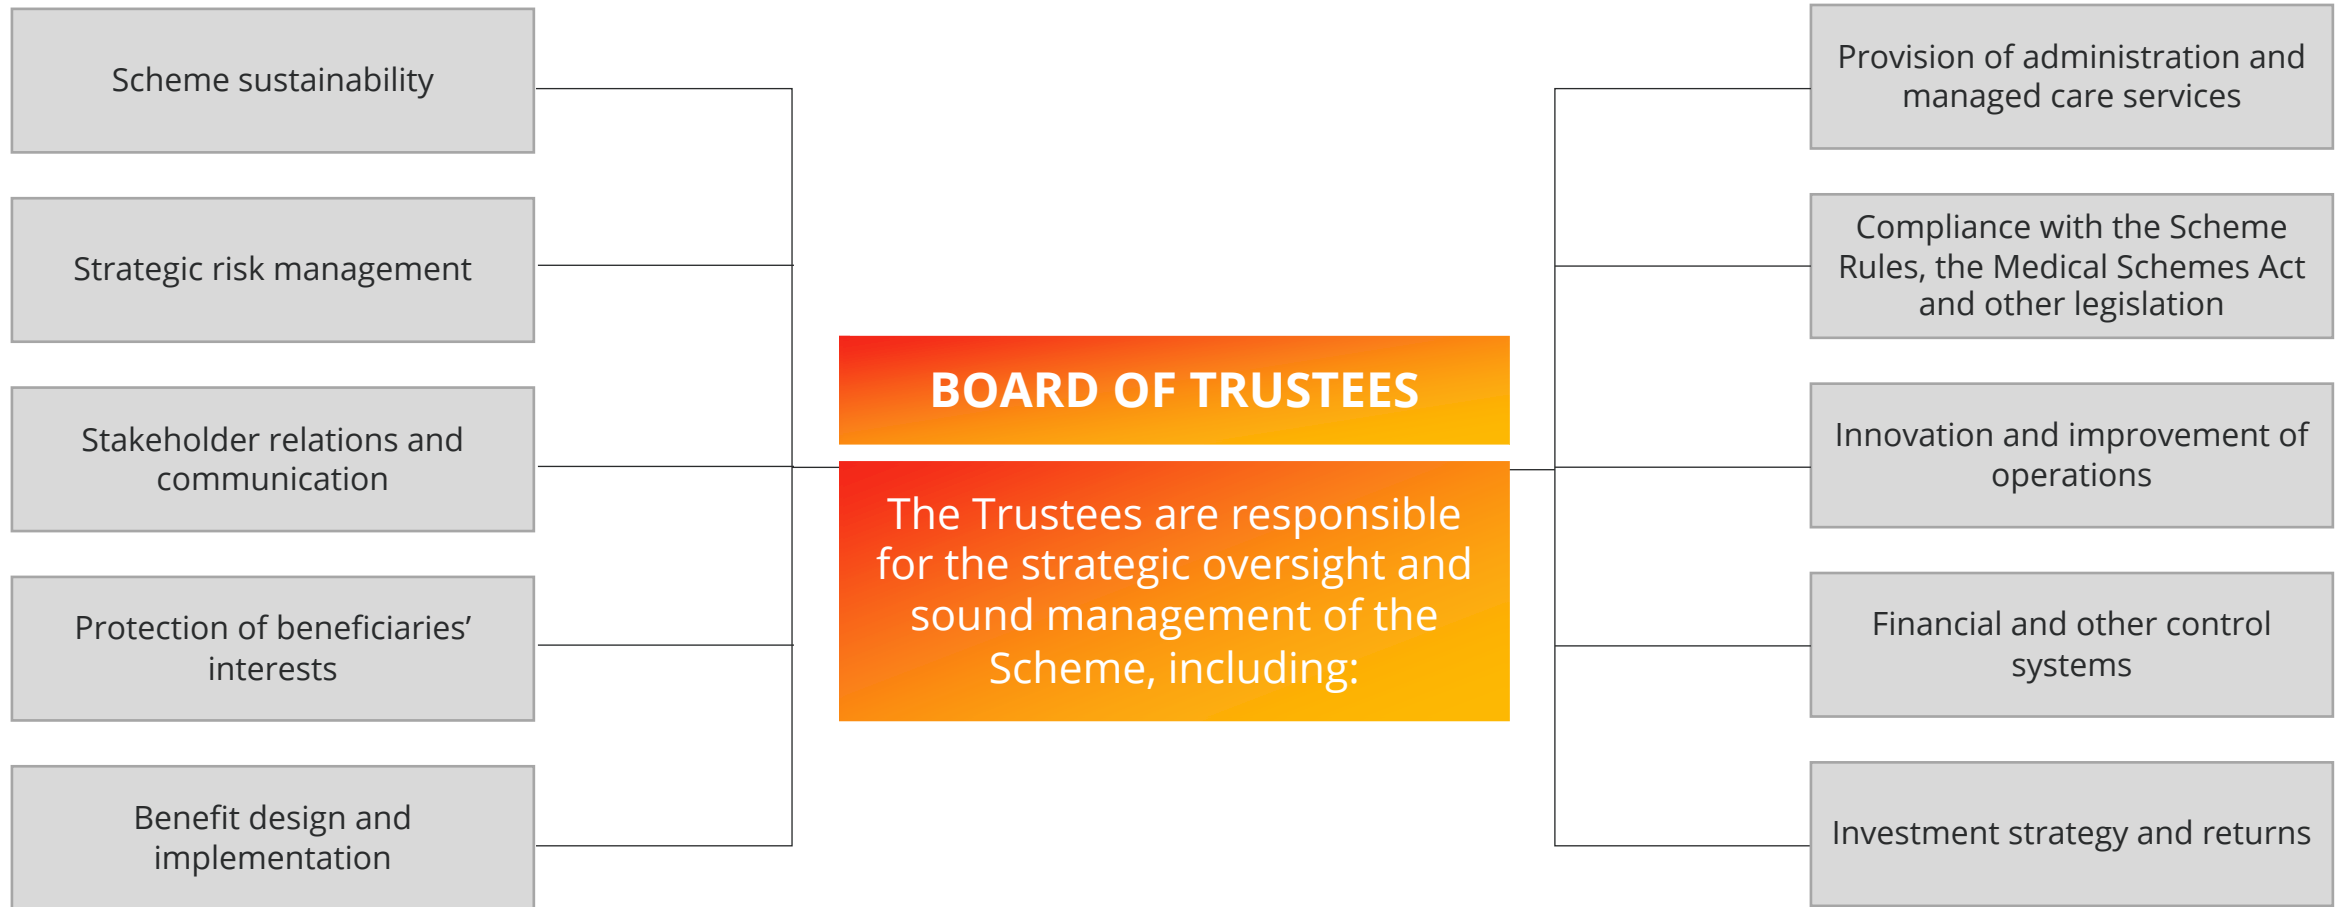 Scheme sustainability
Strategic risk management
Stakeholder relations and
communication
Protection of beneficiaries’
interests
Benefit design and
implementation
BOARD OF TRUSTEES
The Trustees are responsible
for the strategic oversight and
sound management of the
Scheme, including:
Provision of administration and
managed care services
Compliance with the Scheme
Rules, the Medical Schemes Act
and other legislation
Innovation and improvement of
operations
Financial and other control
systems
Investment strategy and returns